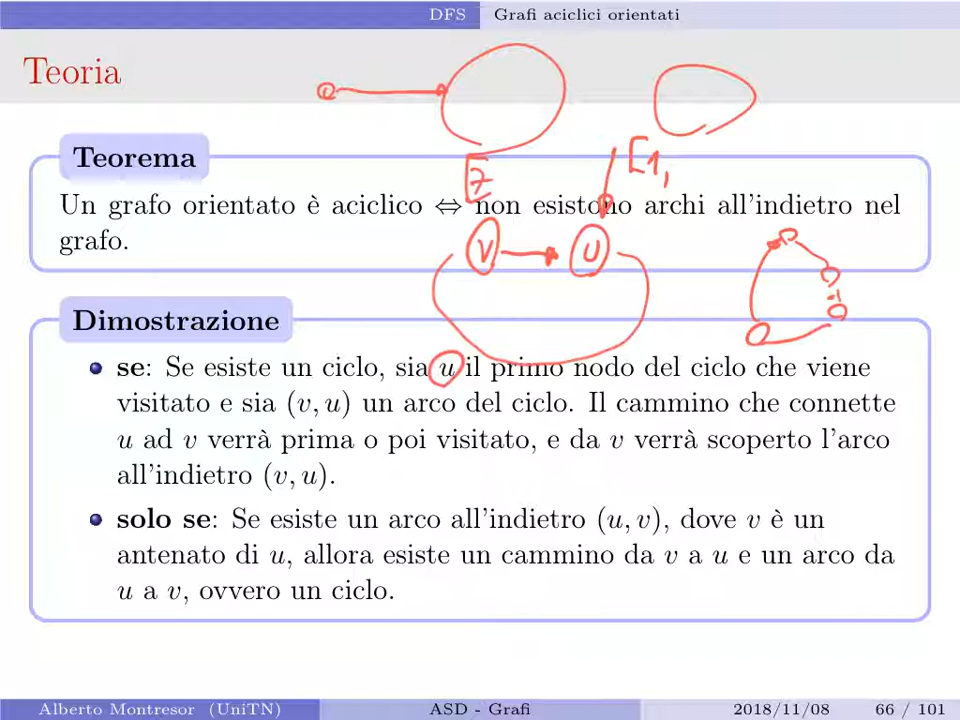 DFS Grafi aciclici orientati
Teoria
[1,
[7
Teorema
Un grafo orientato è aciclico ⇔ non esistono archi all'indietro nel
grafo.
v u
Dimostrazione
se: Se esiste un ciclo, sia u il primo nodo del ciclo che viene
visitato e sia (v, u) un arco del ciclo. Il cammino che connette
u ad v verrà prima o poi visitato, e da v verrà scoperto l'arco
all'indietro (v, u).
solo se: Se esiste un arco all'indietro (u, v), dove v è un
antenato di u, allora esiste un cammino da v a u e un arco da
u a v, ovvero un ciclo.
Alberto Montresor (UniTN) ASD - Grafi 2018/11/08 66 / 101